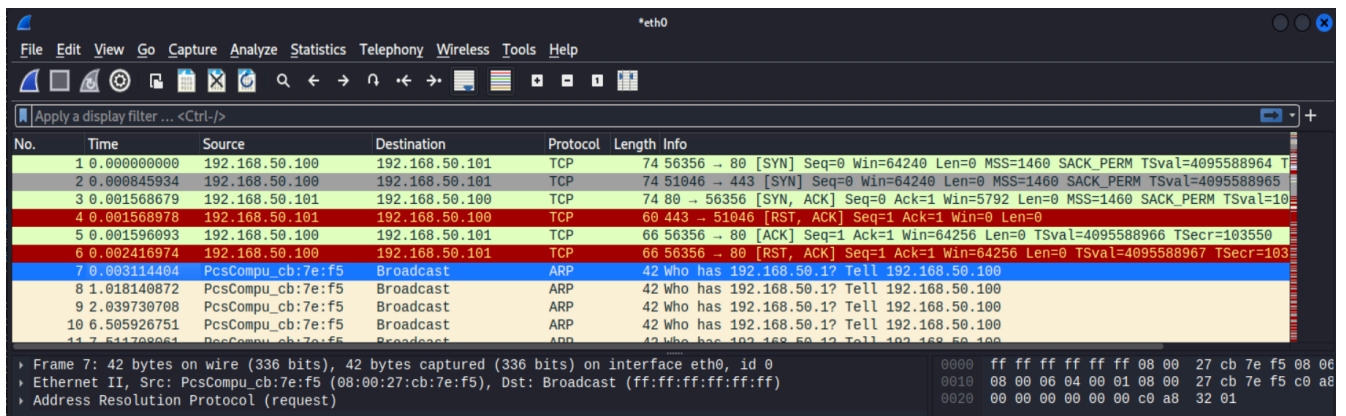 *eth0
File Edit View Go Capture Analyze Statistics Telephony Wireless Tools Help
Apply a display filter ... <Ctrl-/>
No. Time Source Destination Protocol Length Info
1 0.000000000 192.168.50.100 192.168.50.101 TCP 74 56356 → 80 [SYN] Seq=0 Win=64240 Len=0 MSS=1460 SACK_PERM TSval=4095588964 T
2 0.000845934 192.168.50.100 192.168.50.101 TCP 74 51046 → 443 [SYN] Seq=0 Win=64240 Len=0 MSS=1460 SACK_PERM TSval=4095588965
3 0.001568679 192.168.50.101 192.168.50.100 TCP 74 80 → 56356 [SYN, ACK] Seq=0 Ack=1 Win=5792 Len=0 MSS=1460 SACK_PERM TSval=10
4 0.001568978 192.168.50.101 192.168.50.100 TCP 60 443 → 51046 [RST, ACK] Seq=1 Ack=1 Win=0 Len=0
5 0.001596093 192.168.50.100 192.168.50.101 TCP 66 56356 → 80 [ACK] Seq=1 Ack=1 Win=64256 Len=0 TSval=4095588966 TSecr=103550
6 0.002416974 192.168.50.100 192.168.50.101 TCP 66 56356 → 80 [RST, ACK] Seq=1 Ack=1 Win=64256 Len=0 TSval=4095588967 TSecr=103
7 0.003114404 PcsCompu_cb:7e:f5 Broadcast ARP 42 Who has 192.168.50.1? Tell 192.168.50.100
8 1.018140872 PcsCompu_cb:7e:f5 Broadcast ARP 42 Who has 192.168.50.1? Tell 192.168.50.100
9 2.039730708 PcsCompu_cb:7e:f5 Broadcast ARP 42 Who has 192.168.50.1? Tell 192.168.50.100
10 6.505926751 PcsCompu_cb:7e:f5 Broadcast ARP 42 Who has 192.168.50.1? Tell 192.168.50.100
Frame 7: 42 bytes on wire (336 bits), 42 bytes captured (336 bits) on interface eth0, id 0
Ethernet II, Src: PcsCompu_cb:7e:f5 (08:00:27:cb:7e:f5), Dst: Broadcast (ff:ff:ff:ff:ff:ff)
Address Resolution Protocol (request)
0000 ff ff ff ff ff ff 08 00 27 cb 7e f5 08 06
0010 08 00 06 04 00 01 08 00 27 cb 7e f5 c0 a8
0020 00 00 00 00 00 00 c0 a8 32 01